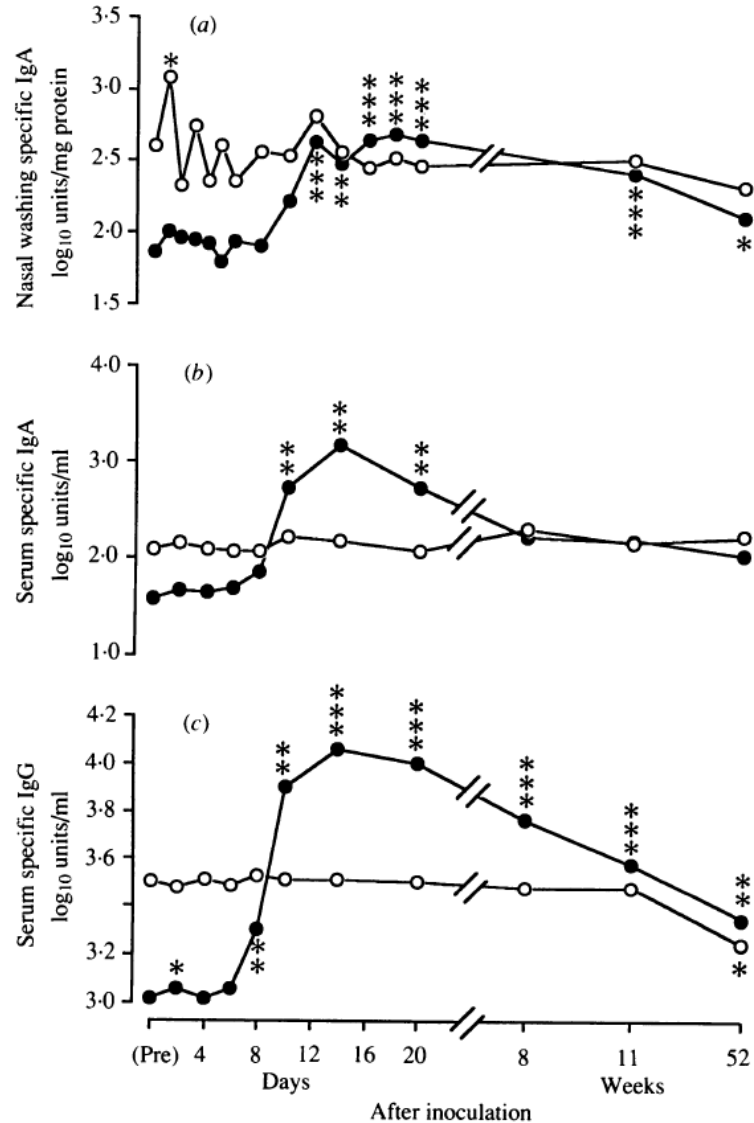 (a)
Nasal washing specific IgA
log10 units/mg protein
3·5
3·0
2·5
2·0
1·5
*
***
**
***
***
***
***
*
(b)
Serum specific IgA
log10 units/ml
4·0
3·0
2·0
1·0
**
**
**
(c)
Serum specific IgG
log10 units/ml
4·2
4·0
3·8
3·6
3·2
3·0
*
**
**
***
***
***
***
**
*
(Pre) 4 8 12 16 20 8 11 52
Days Weeks
After inoculation